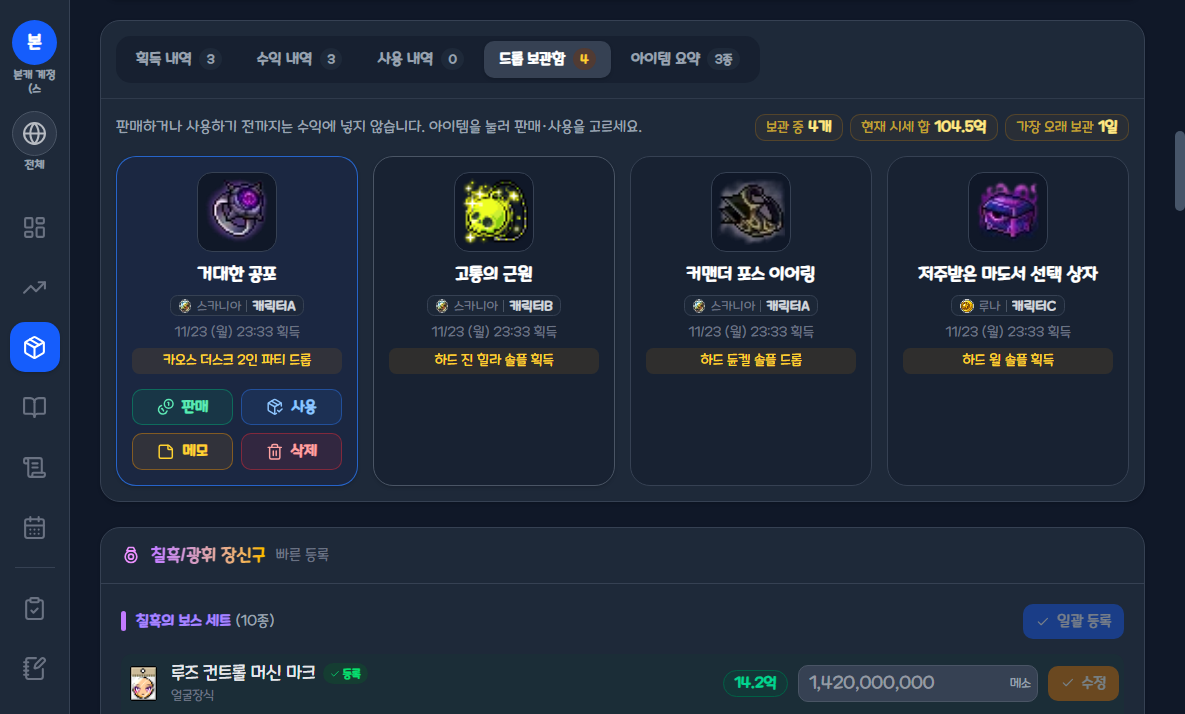 본
본캐 계정
(스
전체
획득 내역 3
수익 내역 3
사용 내역 0
드롭 보관함 4
아이템 요약 3종
판매하거나 사용하기 전까지는 수익에 넣지 않습니다. 아이템을 눌러 판매·사용을 고르세요.
보관 중 4개
현재 시세 합 104.5억
가장 오래 보관 1일
거대한 공포
스카니아 | 캐릭터A
11/23 (월) 23:33 획득
카오스 더스크 2인 파티 드롭
판매
사용
메모
삭제
고통의 근원
스카니아 | 캐릭터B
11/23 (월) 23:33 획득
하드 진 힐라 솔플 획득
커맨더 포스 이어링
스카니아 | 캐릭터A
11/23 (월) 23:33 획득
하드 듄켈 솔플 드롭
저주받은 마도서 선택 상자
루나 | 캐릭터C
11/23 (월) 23:33 획득
하드 윌 솔플 획득
칠흑/광휘 장신구 빠른 등록
칠흑의 보스 세트 (10종)
일괄 등록
루즈 컨트롤 머신 마크 등록
얼굴장식
14.2억
1,420,000,000 메소
수정